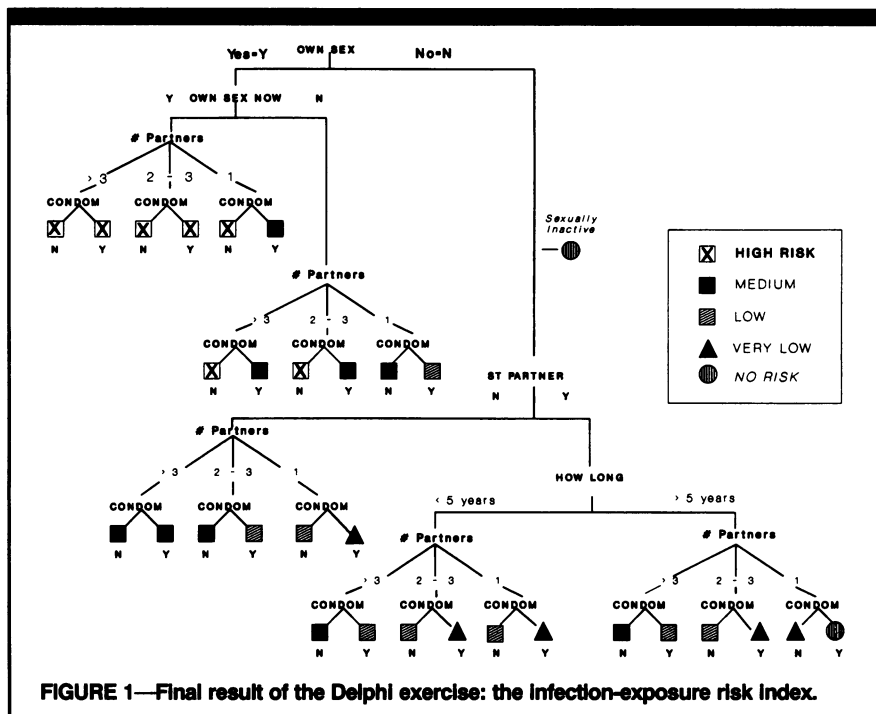 Yes=Y OWN SEX No=N
Y OWN SEX NOW N
# Partners
> 3 2 - 3 1
CONDOM CONDOM CONDOM
N Y N Y N Y
Sexually
Inactive
# Partners
>3 2 - 3 1
CONDOM CONDOM CONDOM
N Y N Y N Y
HIGH RISK
MEDIUM
LOW
VERY LOW
NO RISK
ST PARTNER
N Y
# Partners
> 3 2 - 3 1
CONDOM CONDOM CONDOM
N Y N Y N Y
HOW LONG
< 5 years > 5 years
# Partners # Partners
>3 2 - 3 1 >3 2 - 3 1
CONDOM CONDOM CONDOM CONDOM CONDOM CONDOM
N Y N Y N Y N Y N Y N Y
FIGURE 1—Final result of the Delphi exercise: the infection-exposure risk index.